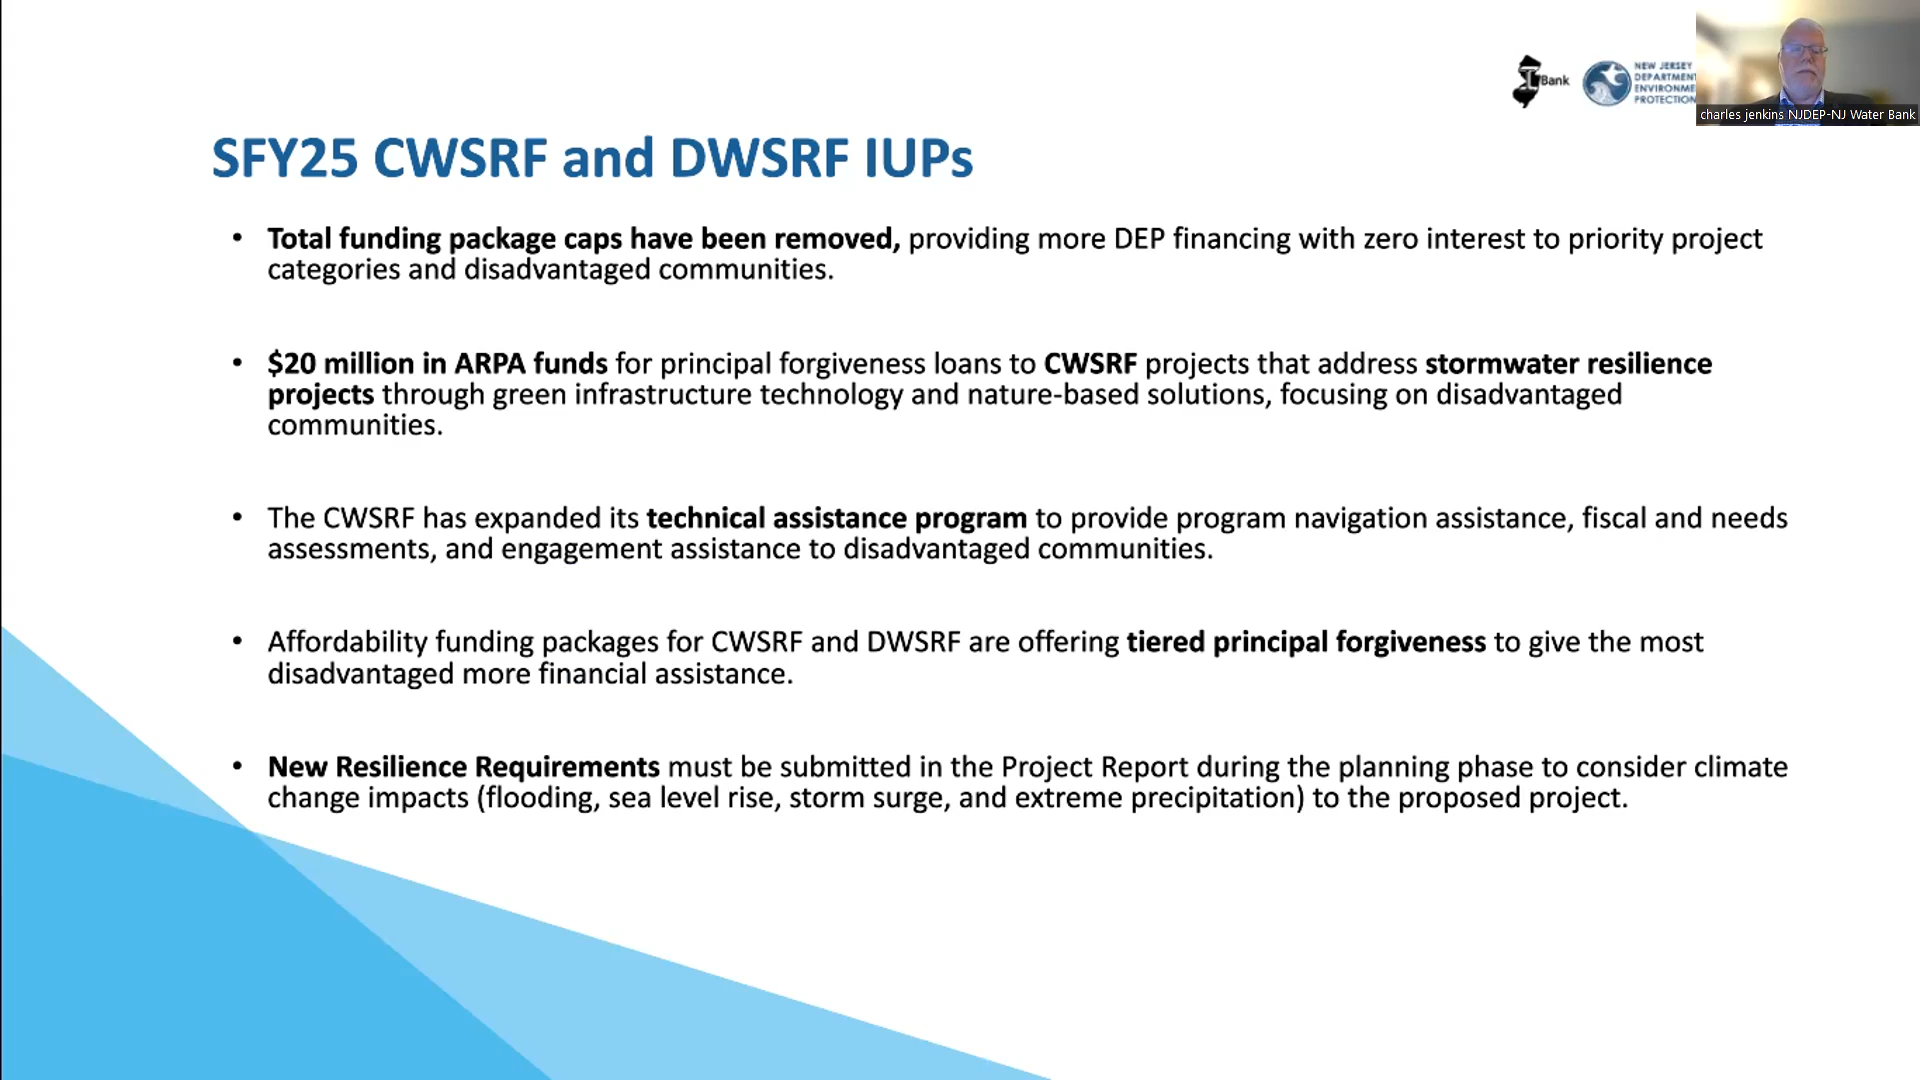 Bank
NEW JERSEY
DEPARTMENT
ENVIRONME
PROTECTION
charles jenkins NJDEP-NJ Water Bank
SFY25 CWSRF and DWSRF IUPs
• Total funding package caps have been removed, providing more DEP financing with zero interest to priority project
categories and disadvantaged communities.
• $20 million in ARPA funds for principal forgiveness loans to CWSRF projects that address stormwater resilience
projects through green infrastructure technology and nature-based solutions, focusing on disadvantaged
communities.
• The CWSRF has expanded its technical assistance program to provide program navigation assistance, fiscal and needs
assessments, and engagement assistance to disadvantaged communities.
• Affordability funding packages for CWSRF and DWSRF are offering tiered principal forgiveness to give the most
disadvantaged more financial assistance.
• New Resilience Requirements must be submitted in the Project Report during the planning phase to consider climate
change impacts (flooding, sea level rise, storm surge, and extreme precipitation) to the proposed project.